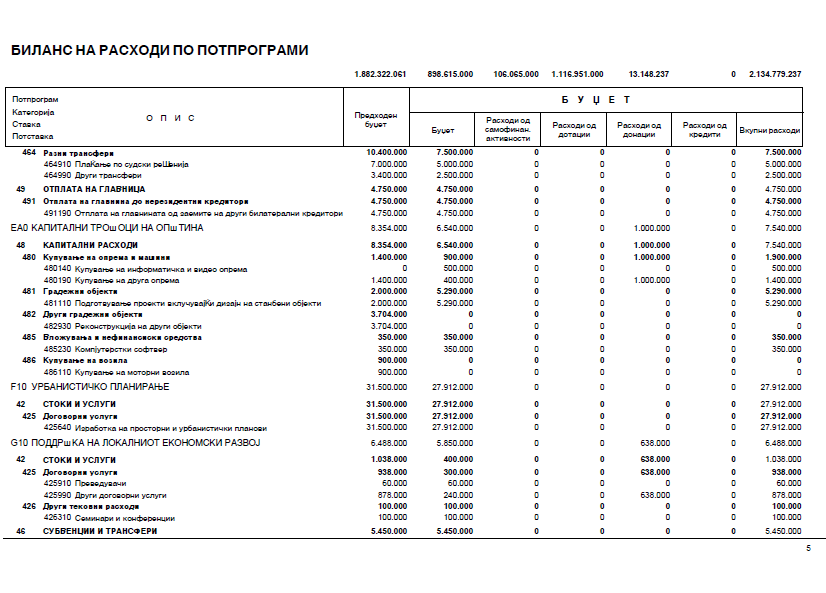 БИЛАНС НА РАСХОДИ ПО ПОТПРОГРАМИ
1.882.322.061 898.615.000 106.065.000 1.116.951.000 13.148.237 0 2.134.779.237
Потпрограм
Категорија
Ставка
Потставка
О П И С
Предходен буџет
Б У Џ Е Т
Буџет
Расходи од самофинан. активности
Расходи од дотации
Расходи од донации
Расходи од кредити
Вкупни расходи
464 Разни трансфери 10.400.000 7.500.000 0 0 0 0 7.500.000
464910 ПлаЌање по судски реШенија 7.000.000 5.000.000 0 0 0 0 5.000.000
464990 Други трансфери 3.400.000 2.500.000 0 0 0 0 2.500.000
49 ОТПЛАТА НА ГЛАВНИЦА 4.750.000 4.750.000 0 0 0 0 4.750.000
491 Отплата на главнина до нерезидентни кредитори 4.750.000 4.750.000 0 0 0 0 4.750.000
491190 Отплата на главнината од заемите на други билатерални кредитори 4.750.000 4.750.000 0 0 0 0 4.750.000
ЕА0 КАПИТАЛНИ ТРОшОЦИ НА ОПшТИНА 8.354.000 6.540.000 0 0 1.000.000 0 7.540.000
48 КАПИТАЛНИ РАСХОДИ 8.354.000 6.540.000 0 0 1.000.000 0 7.540.000
480 Купување на опрема и машини 1.400.000 900.000 0 0 1.000.000 0 1.900.000
480140 Купување на информатичка и видео опрема 0 500.000 0 0 0 0 500.000
480190 Купување на друга опрема 1.400.000 400.000 0 0 1.000.000 0 1.400.000
481 Градежни објекти 2.000.000 5.290.000 0 0 0 0 5.290.000
481110 Подготвување проекти вклучувајЌи дизајн на станбени објекти 2.000.000 5.290.000 0 0 0 0 5.290.000
482 Други градежни објекти 3.704.000 0 0 0 0 0 0
482930 Реконструкција на други објекти 3.704.000 0 0 0 0 0 0
485 Вложувања и нефинансиски средства 350.000 350.000 0 0 0 0 350.000
485230 Компјутерстки софтвер 350.000 350.000 0 0 0 0 350.000
486 Купување на возила 900.000 0 0 0 0 0 0
486110 Купување на моторни возила 900.000 0 0 0 0 0 0
F10 УРБАНИСТИЧКО ПЛАНИРАЊЕ 31.500.000 27.912.000 0 0 0 0 27.912.000
42 СТОКИ И УСЛУГИ 31.500.000 27.912.000 0 0 0 0 27.912.000
425 Договорни услуги 31.500.000 27.912.000 0 0 0 0 27.912.000
425640 Изработка на просторни и урбанистички планови 31.500.000 27.912.000 0 0 0 0 27.912.000
G10 ПОДДРшКА НА ЛОКАЛНИОТ ЕКОНОМСКИ РАЗВОЈ 6.488.000 5.850.000 0 0 638.000 0 6.488.000
42 СТОКИ И УСЛУГИ 1.038.000 400.000 0 0 638.000 0 1.038.000
425 Договорни услуги 938.000 300.000 0 0 638.000 0 938.000
425910 Преведувачи 60.000 60.000 0 0 0 0 60.000
425990 Други договорни услуги 878.000 240.000 0 0 638.000 0 878.000
426 Други тековни расходи 100.000 100.000 0 0 0 0 100.000
426310 Семинари и конференции 100.000 100.000 0 0 0 0 100.000
46 СУБВЕНЦИИ И ТРАНСФЕРИ 5.450.000 5.450.000 0 0 0 0 5.450.000
5